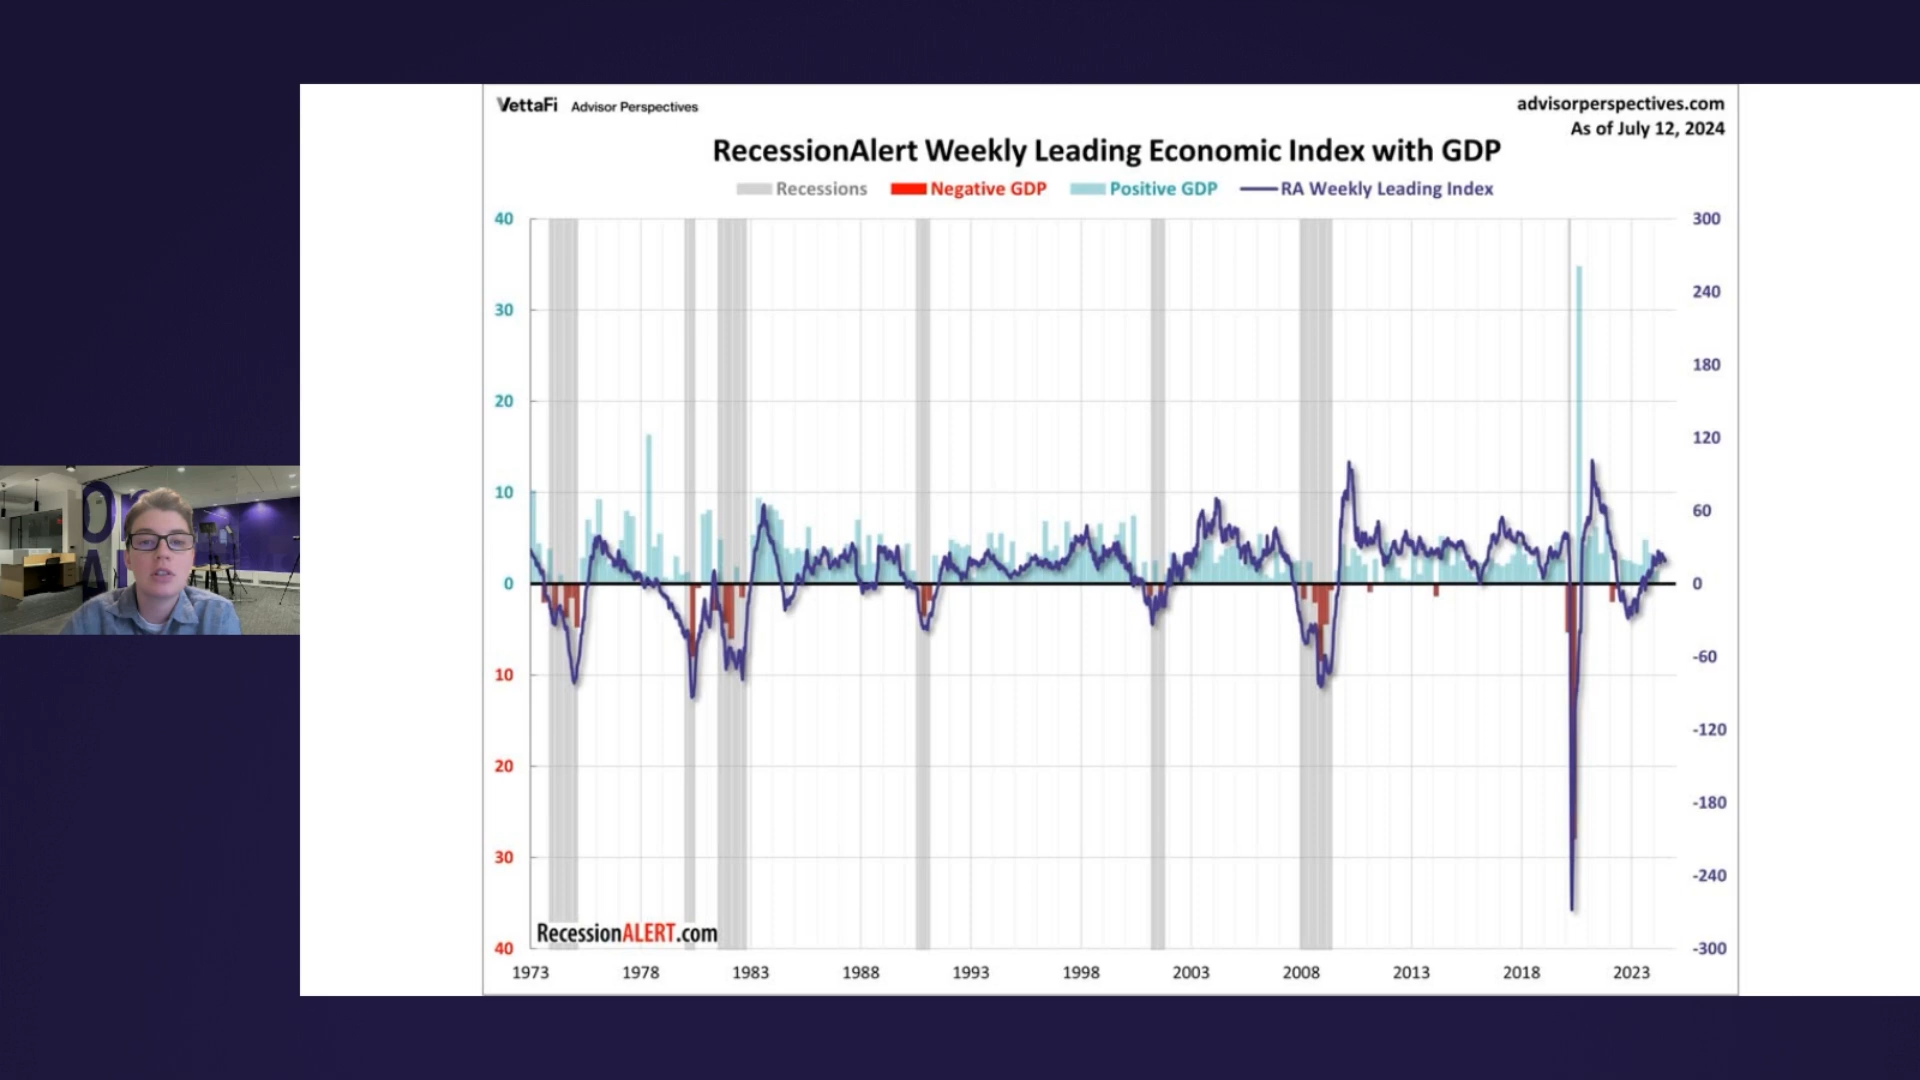 VettaFi Advisor Perspectives
advisorperspectives.com
As of July 12, 2024
RecessionAlert Weekly Leading Economic Index with GDP
Recessions Negative GDP Positive GDP RA Weekly Leading Index
40 300
240
30
180
20
120
10
60
0 0
-60
10
-120
20
-180
30
-240
RecessionALERT.com
40 -300
1973 1978 1983 1988 1993 1998 2003 2008 2013 2018 2023